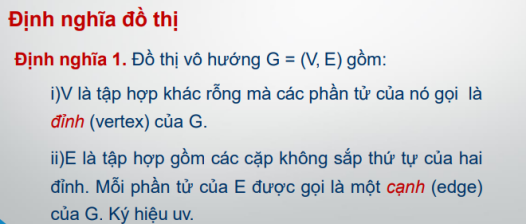 Định nghĩa đồ thị
Định nghĩa 1. Đồ thị vô hướng G = (V, E) gồm:
i)V là tập hợp khác rỗng mà các phần tử của nó gọi là
đỉnh (vertex) của G.
ii)E là tập hợp gồm các cặp không sắp thứ tự của hai
đỉnh. Mỗi phần tử của E được gọi là một cạnh (edge)
của G. Ký hiệu uv.